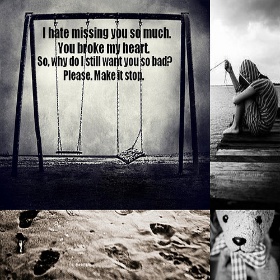 I hate missing you so much.
You broke my heart.
So, why do I still want you so bad?
Please. Make it stop.